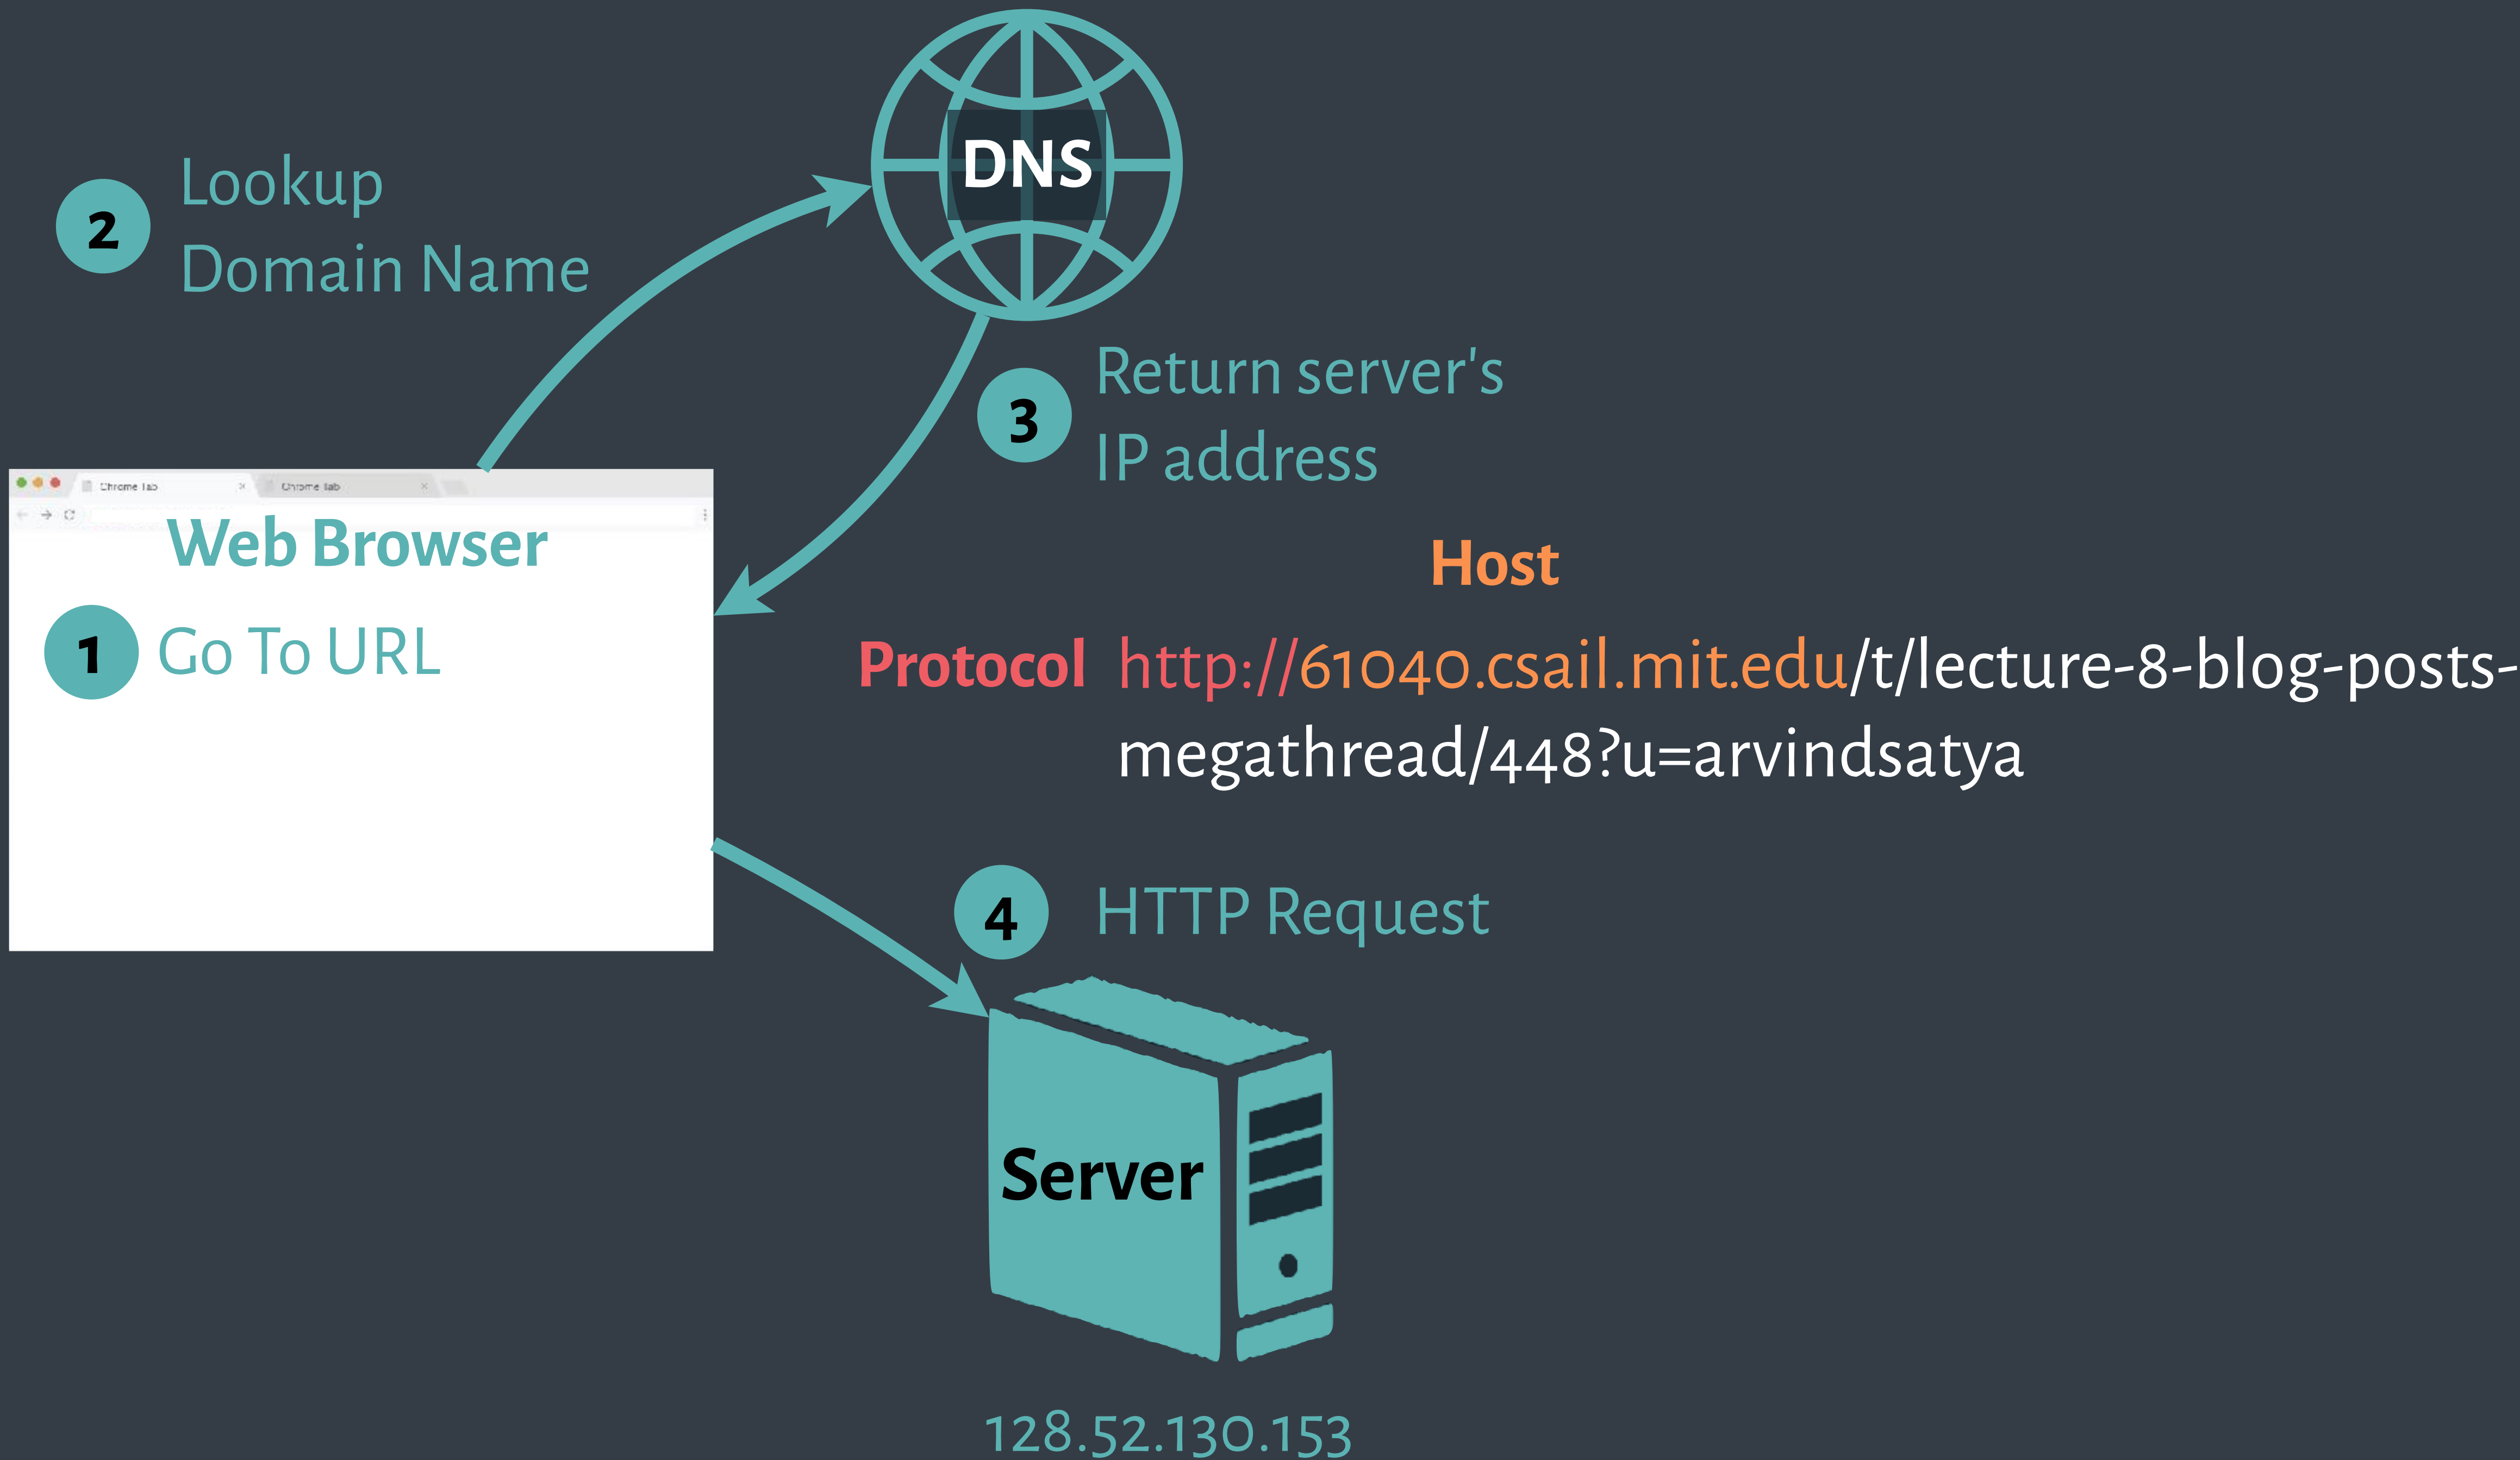 DNS
2
Lookup
Domain Name
3
Return server's
IP address
Chrome Tab
Chrome Tab
Web Browser
1 Go To URL
Host
Protocol http://61040.csail.mit.edu/t/lecture-8-blog-posts-
megathread/448?u=arvindsatya
4 HTTP Request
Server
128.52.130.153